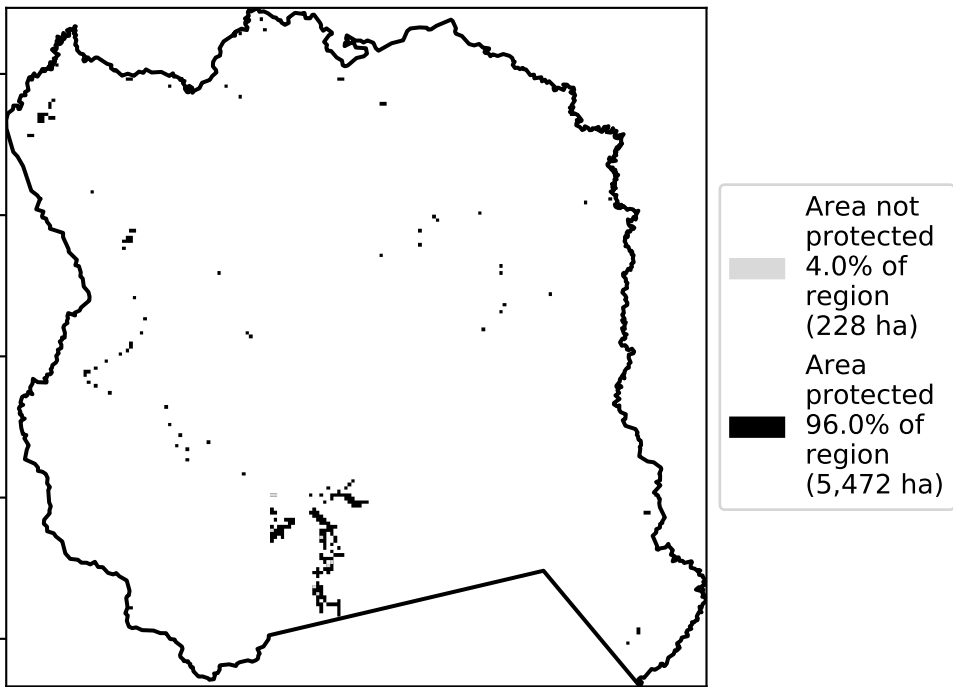 Area not
protected
4.0% of
region
(228 ha)
Area
protected
96.0% of
region
(5,472 ha)